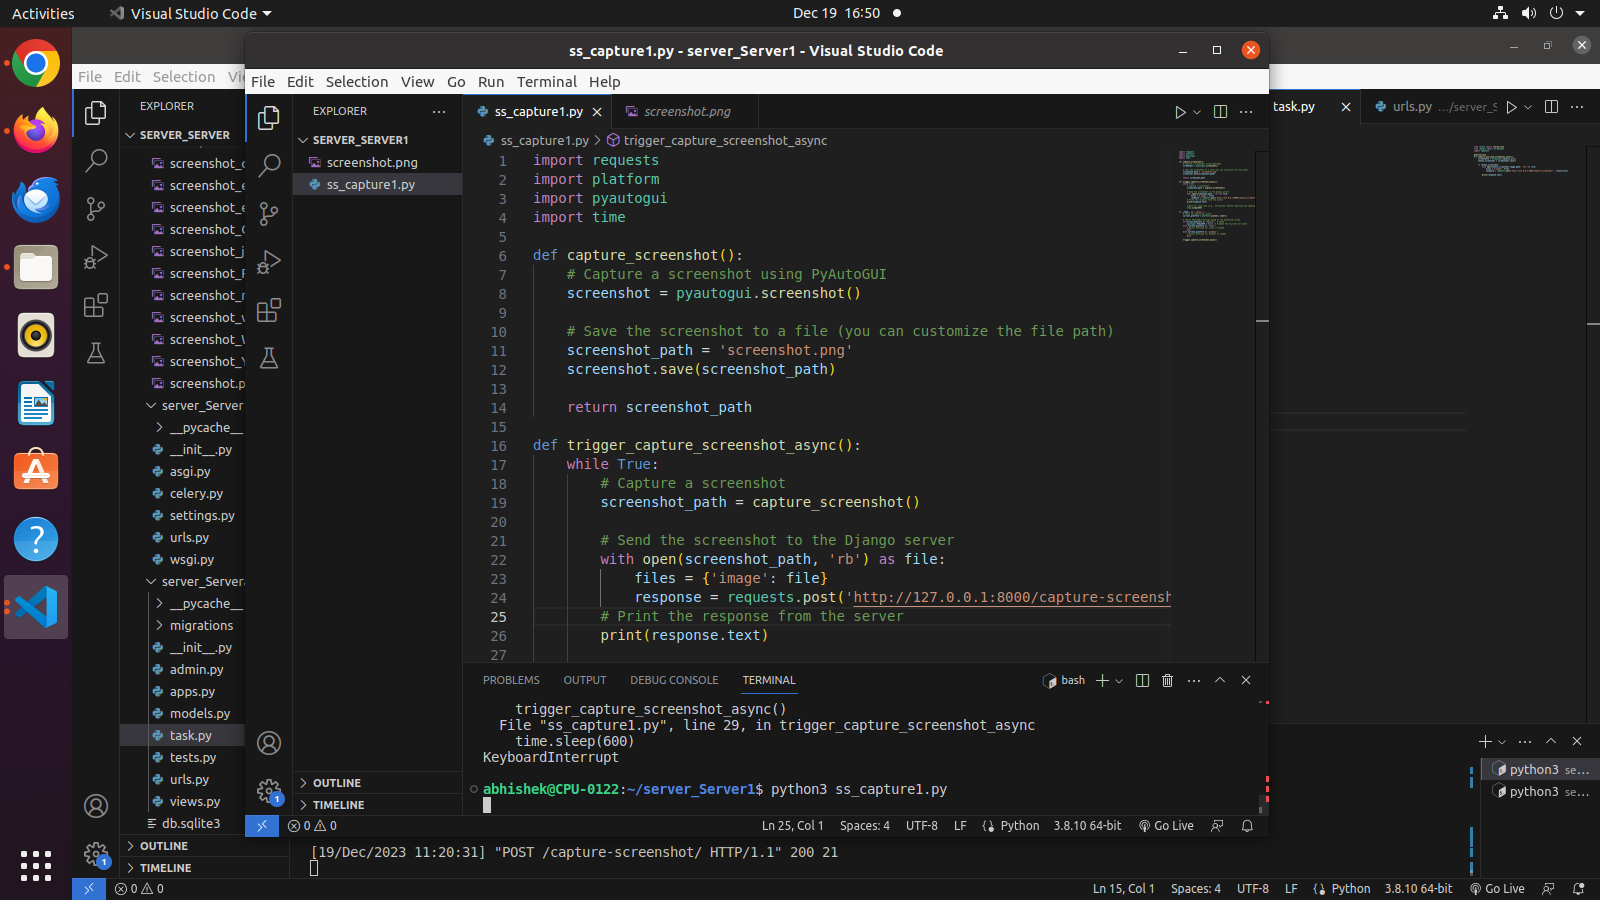 Activities
Visual Studio Code
Dec 19 16:50
ss_capture1.py - server_Server1 - Visual Studio Code
File Edit Selection
File Edit Selection View Go Run Terminal Help
EXPLORER
SERVER_SERVER
server_Server
__pycache__
__init__.py
asgi.py
celery.py
settings.py
urls.py
wsgi.py
__pycache__
migrations
__init__.py
admin.py
apps.py
models.py
task.py
tests.py
urls.py
views.py
db.sqlite3
OUTLINE
TIMELINE
1
0 0
EXPLORER
SERVER_SERVER1
screenshot.png
ss_capture1.py
OUTLINE
TIMELINE
1
ss_capture1.py
screenshot.png
ss_capture1.py > trigger_capture_screenshot_async
1 import requests
2 import platform
3 import pyautogui
4 import time
5
6 def capture_screenshot():
7 # Capture a screenshot using PyAutoGUI
8 screenshot = pyautogui.screenshot()
9
10 # Save the screenshot to a file (you can customize the file path)
11 screenshot_path = 'screenshot.png'
12 screenshot.save(screenshot_path)
13
14 return screenshot_path
15
16 def trigger_capture_screenshot_async():
17 while True:
18 # Capture a screenshot
19 screenshot_path = capture_screenshot()
20
21 # Send the screenshot to the Django server
22 with open(screenshot_path, 'rb') as file:
23 files = {'image': file}
24 response = requests.post('http://127.0.0.1:8000/capture-screensh
25 # Print the response from the server
26 print(response.text)
27
PROBLEMS OUTPUT DEBUG CONSOLE TERMINAL
bash
trigger_capture_screenshot_async()
File "ss_capture1.py", line 29, in trigger_capture_screenshot_async
time.sleep(600)
KeyboardInterrupt
abhishek@CPU-0122:~/server_Server1$ python3 ss_capture1.py
0 0
Ln 25, Col 1 Spaces: 4 UTF-8 LF Python 3.8.10 64-bit Go Live
task.py
urls.py .../server_S
python3 se...
python3 se...
[19/Dec/2023 11:20:31] "POST /capture-screenshot/ HTTP/1.1" 200 21
Ln 15, Col 1 Spaces: 4 UTF-8 LF Python 3.8.10 64-bit Go Live